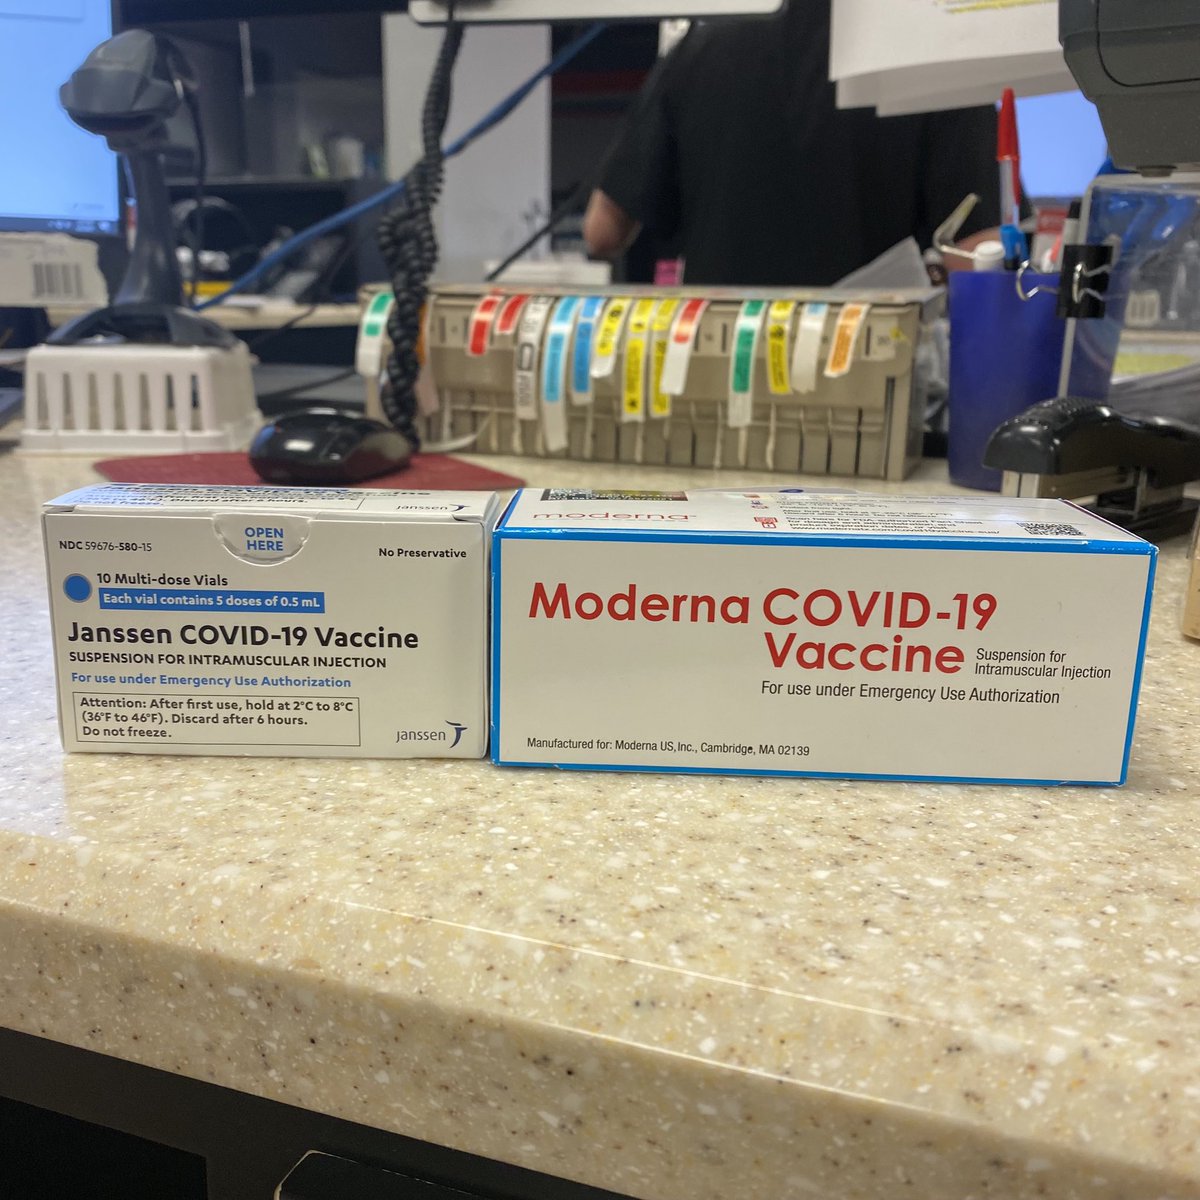 janssen
OPEN
HERE
NDC 59676-580-15
No Preservative
10 Multi-dose Vials
Each vial contains 5 doses of 0.5 mL
Janssen COVID-19 Vaccine
SUSPENSION FOR INTRAMUSCULAR INJECTION
For use under Emergency Use Authorization
Attention: After first use, hold at 2°C to 8°C
(36°F to 46°F). Discard after 6 hours.
Do not freeze.
janssen
moderna
Moderna COVID-19
Vaccine
Suspension for
Intramuscular Injection
For use under Emergency Use Authorization
Manufactured for: Moderna US, Inc., Cambridge, MA 02139